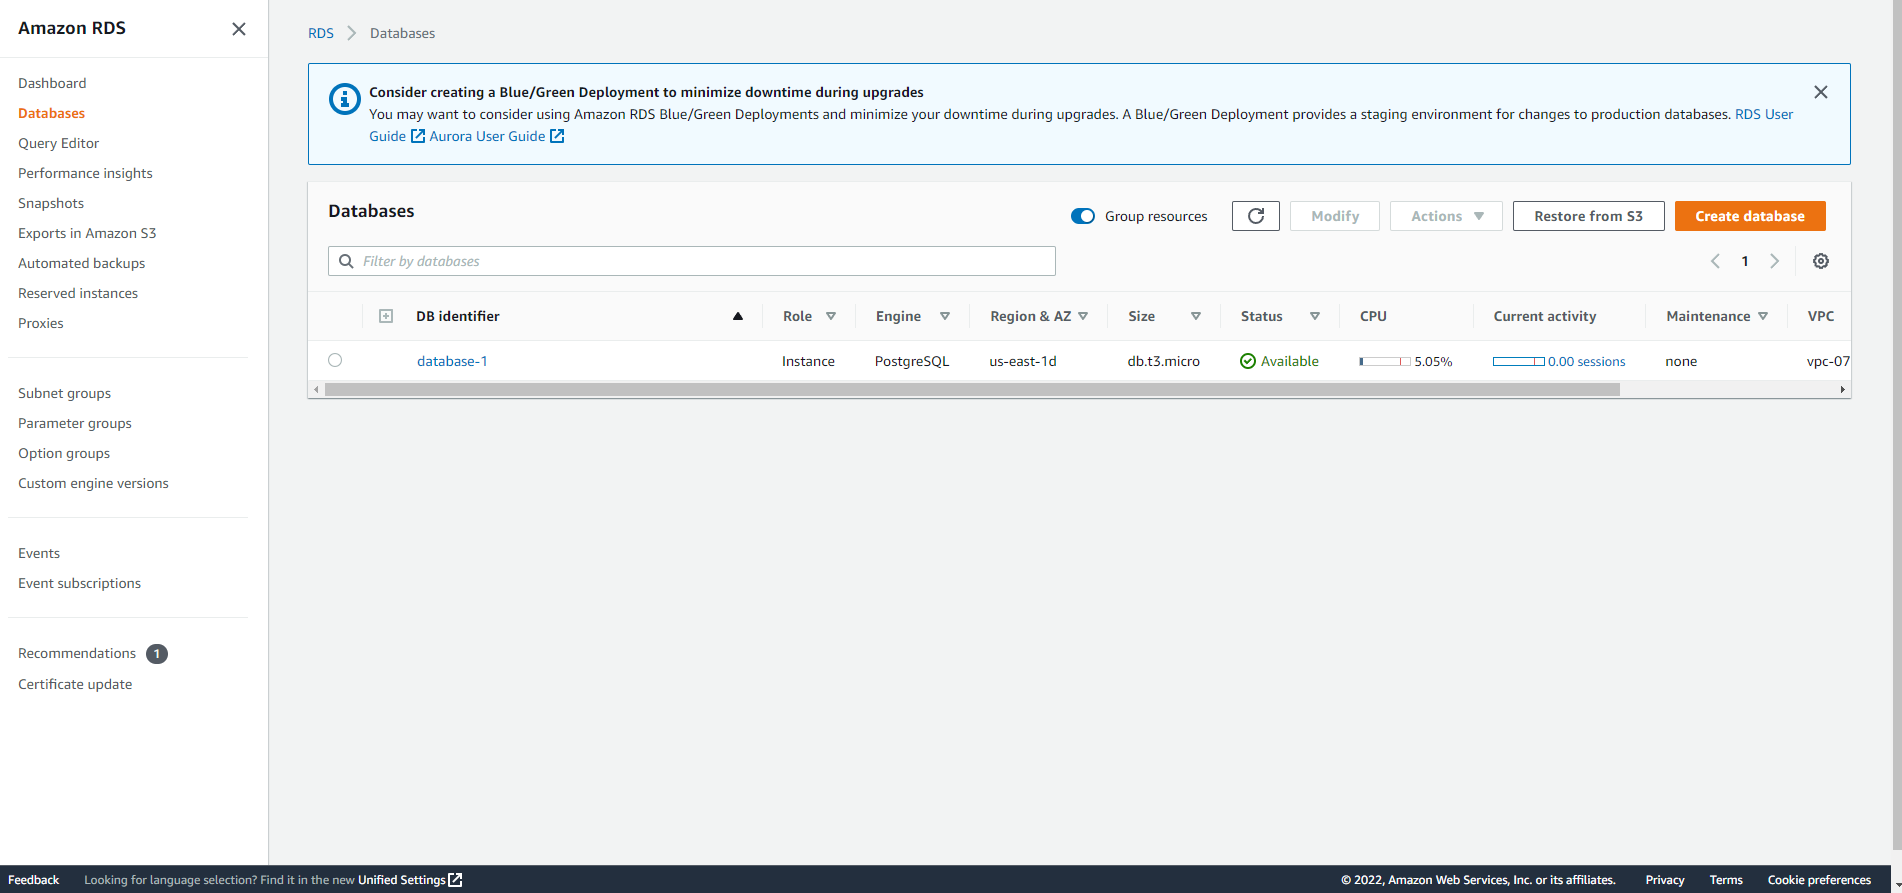 Amazon RDS
Dashboard
Databases
Query Editor
Performance insights
Snapshots
Exports in Amazon S3
Automated backups
Reserved instances
Proxies
Subnet groups
Parameter groups
Option groups
Custom engine versions
Events
Event subscriptions
Recommendations 1
Certificate update
RDS > Databases
Consider creating a Blue/Green Deployment to minimize downtime during upgrades
You may want to consider using Amazon RDS Blue/Green Deployments and minimize your downtime during upgrades. A Blue/Green Deployment provides a staging environment for changes to production databases. RDS User
Guide Aurora User Guide
Databases
Group resources Modify Actions Restore from S3 Create database
Filter by databases
1
DB identifier Role Engine Region & AZ Size Status CPU Current activity Maintenance VPC
database-1 Instance PostgreSQL us-east-1d db.t3.micro Available 5.05% 0.00 sessions none vpc-07
Feedback Looking for language selection? Find it in the new Unified Settings © 2022, Amazon Web Services, Inc. or its affiliates. Privacy Terms Cookie preferences